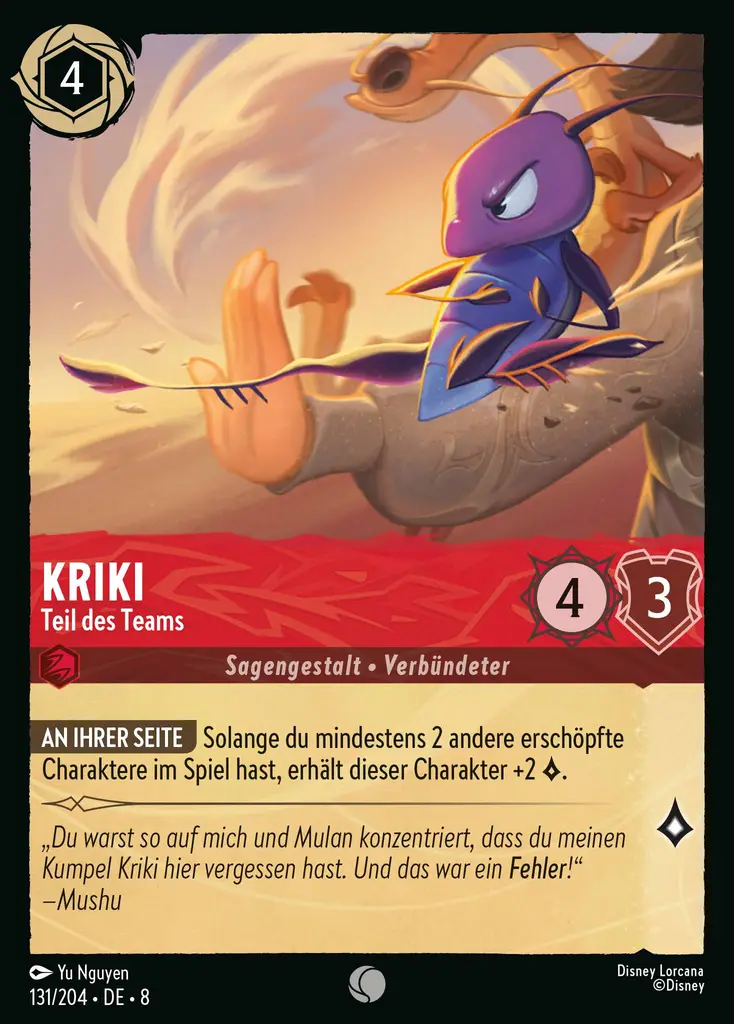 4
KRIKI
Teil des Teams
4
3
Sagengestalt • Verbündeter
AN IHRER SEITE Solange du mindestens 2 andere erschöpfte
Charaktere im Spiel hast, erhält dieser Charakter +2 .
„Du warst so auf mich und Mulan konzentriert, dass du meinen
Kumpel Kriki hier vergessen hast. Und das war ein Fehler!“
–Mushu
Yu Nguyen
131/204 • DE • 8
Disney Lorcana
©Disney